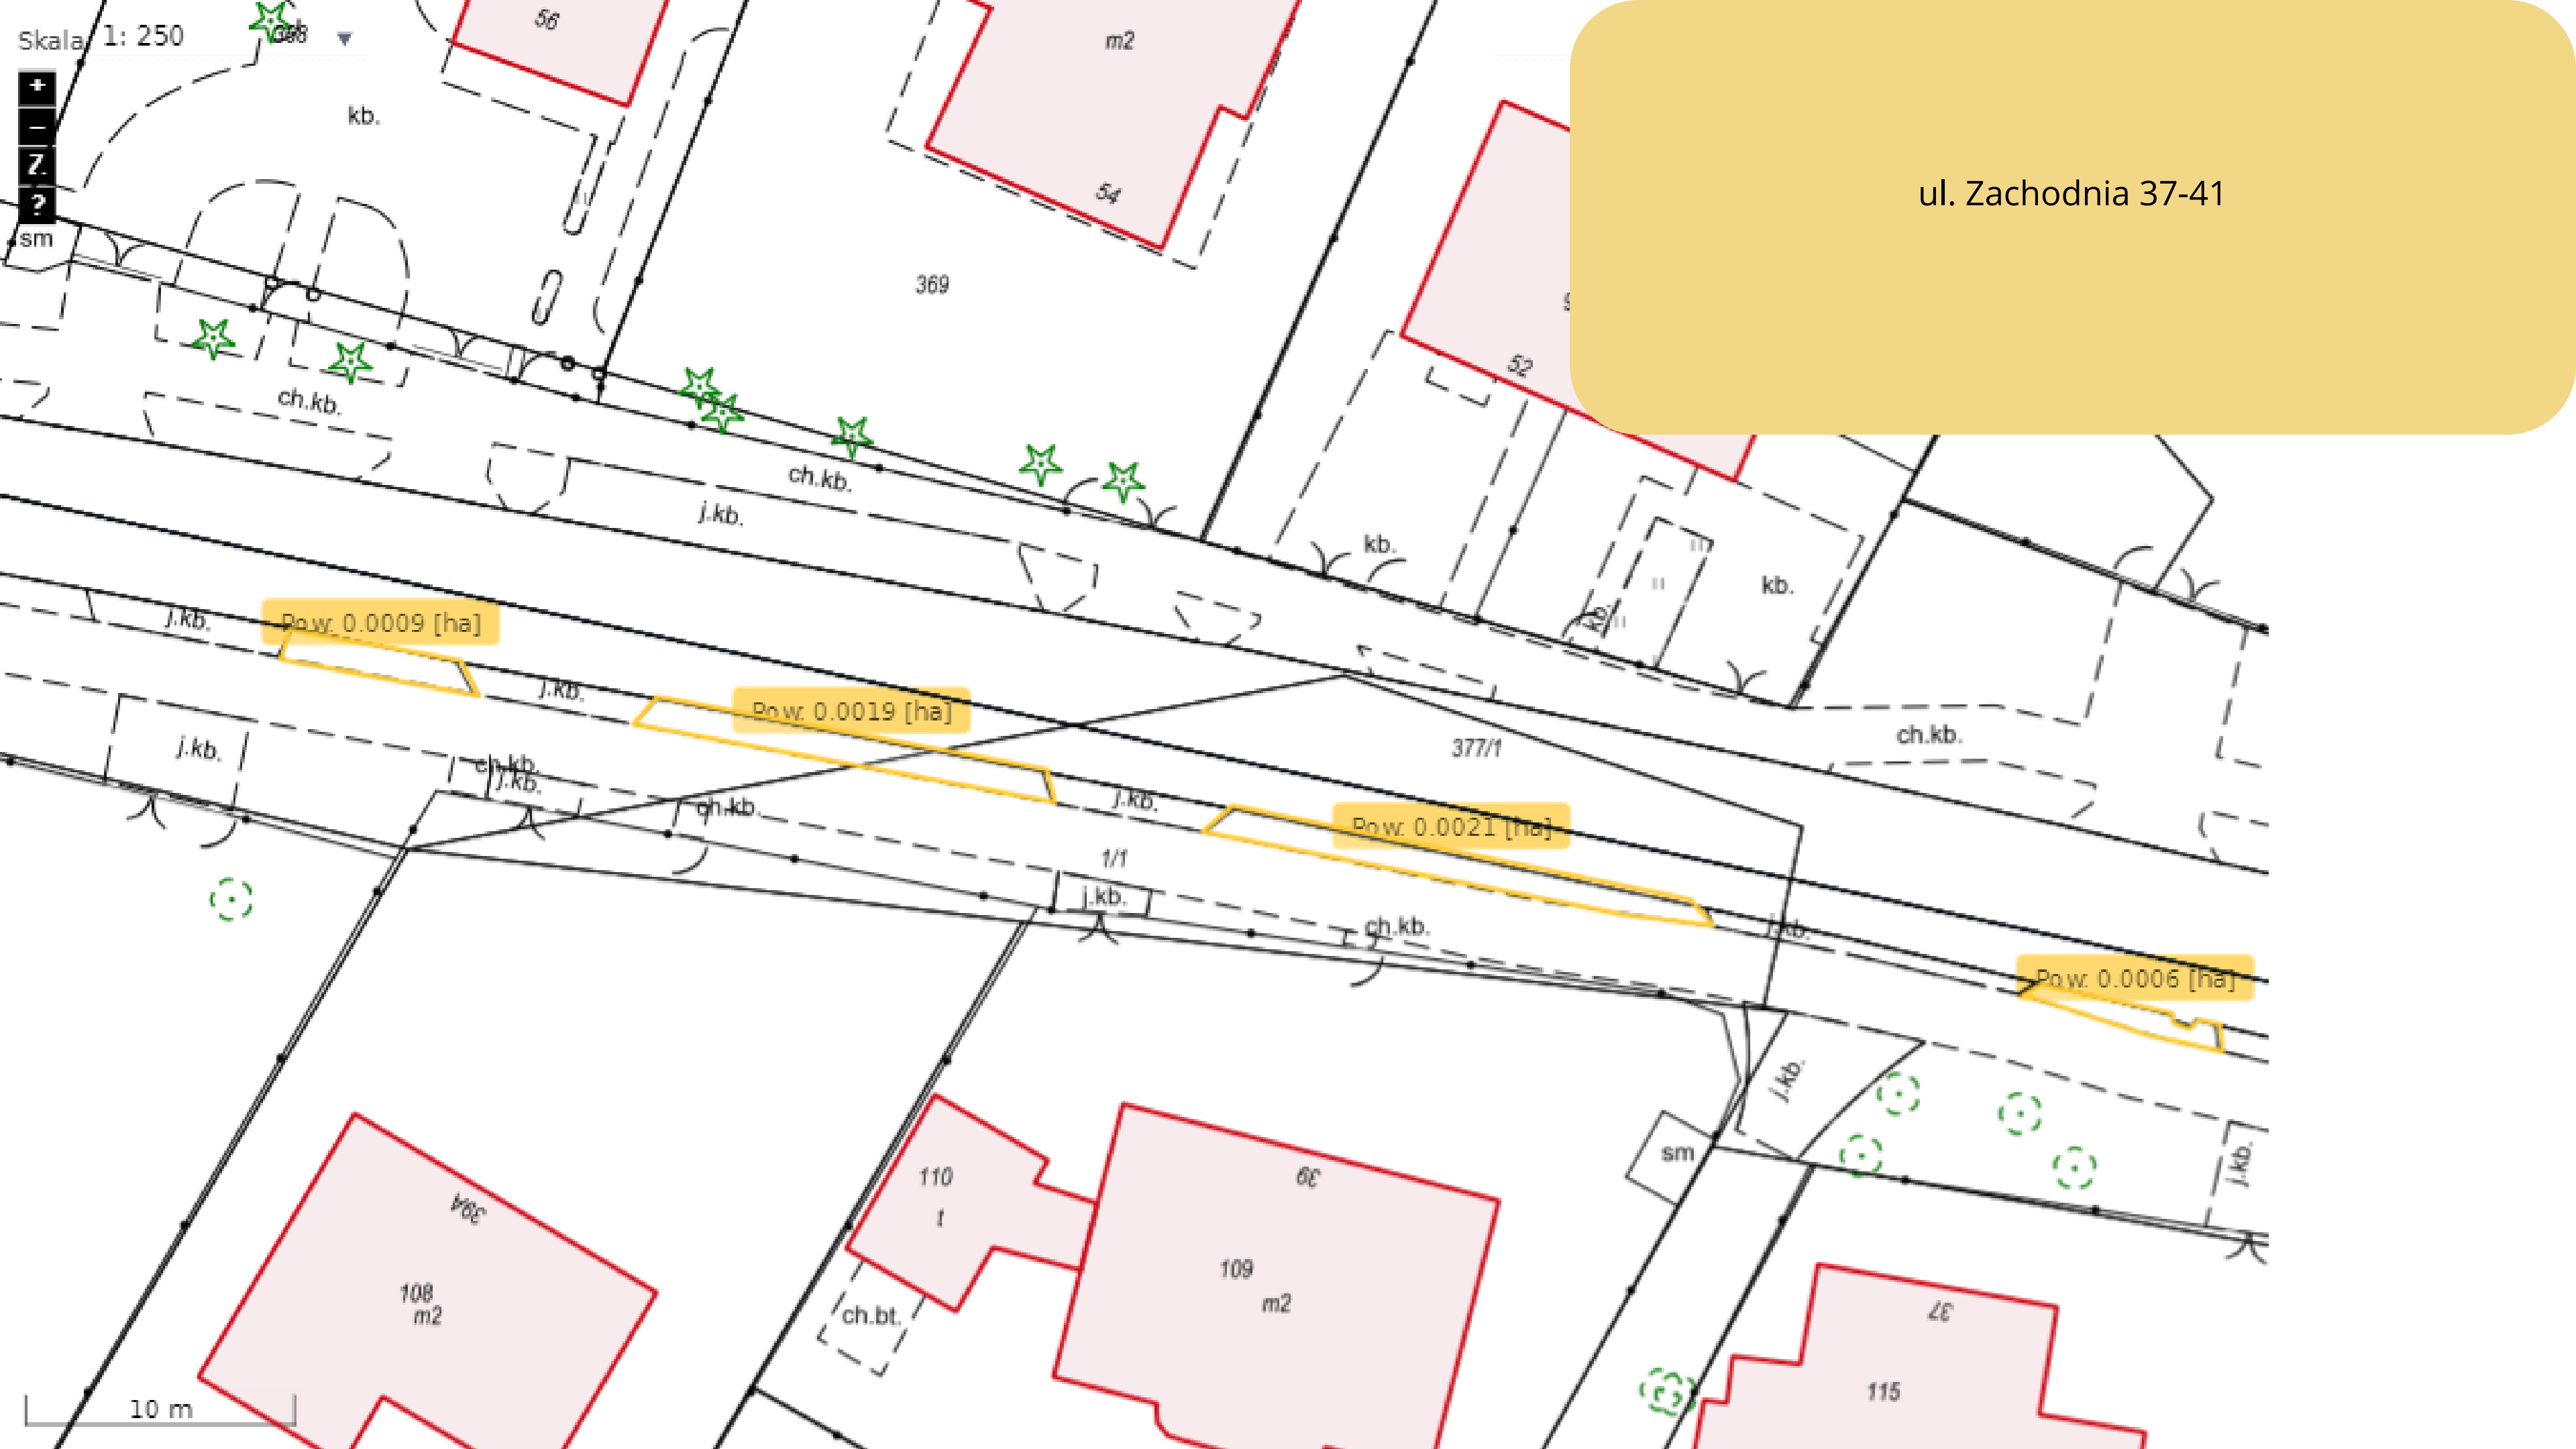 56
m2
Skala
1: 250
+
−
Z
?
kb.
54
sm
369
ul. Zachodnia 37-41
52
ch.kb.
ch.kb.
j.kb.
kb.
kb.
kb.
j.kb.
Pow: 0.0009 [ha]
j.kb.
Pow: 0.0019 [ha]
377/1
ch.kb.
j.kb.
ch.kb.
j.kb.
ch.kb.
j.kb.
Pow: 0.0021 [ha]
1/1
j.kb.
ch.kb.
j.kb.
Pow: 0.0006 [ha]
j.kb.
sm
j.kb.
110
t
39
39A
109
m2
108
m2
ch.bt.
37
115
10 m